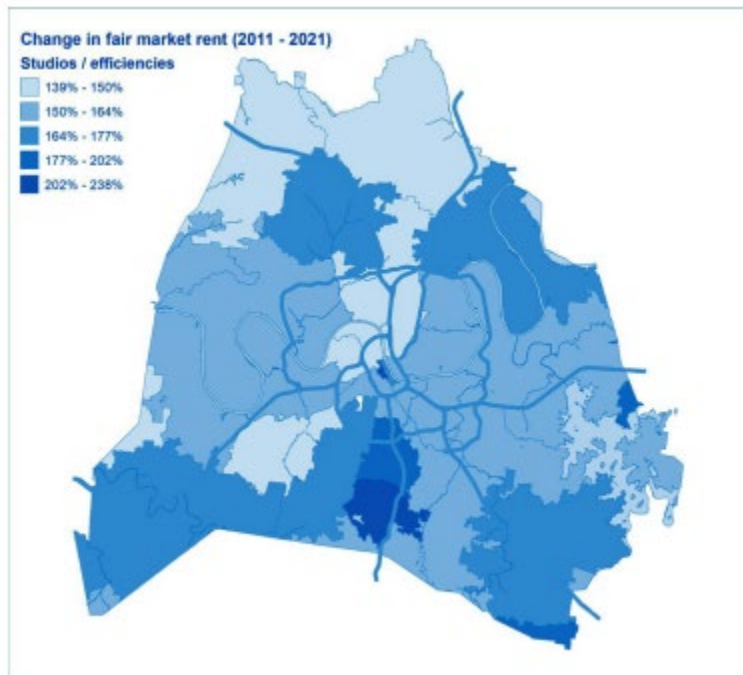 Change in fair market rent (2011 - 2021)
Studios / efficiencies
139% - 150%
150% - 164%
164% - 177%
177% - 202%
202% - 238%